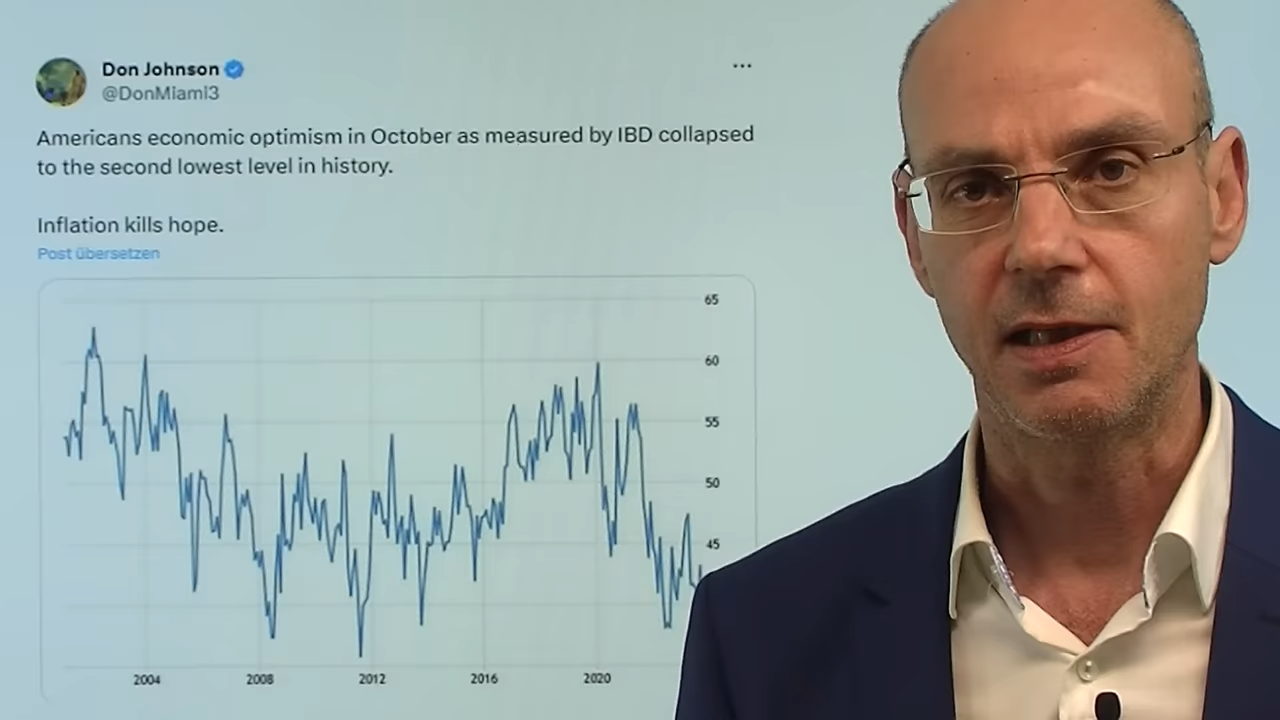 Don Johnson
@DonMiami3
Americans economic optimism in October as measured by IBD collapsed
to the second lowest level in history.
Inflation kills hope.
Post übersetzen
65
60
55
50
45
2004
2008
2012
2016
2020